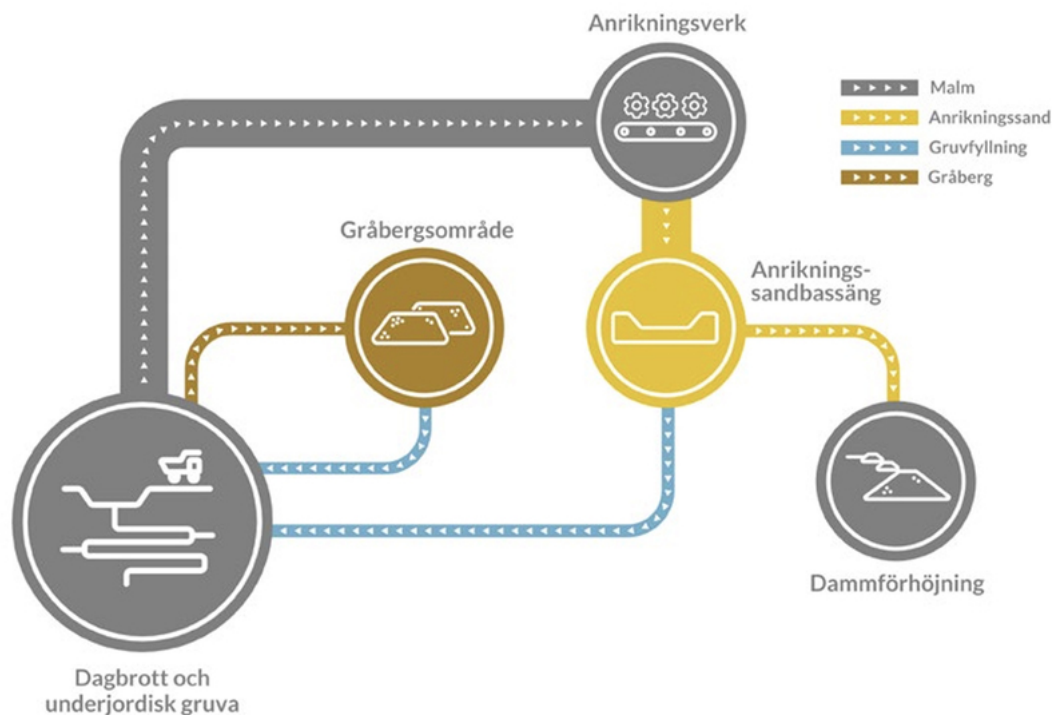 Anrikningsverk
Malm
Anrikningssand
Gruvfyllning
Gråberg
Gråbergsområde
Anriknings-
sandbassäng
Dammförhöjning
Dagbrott och
underjordisk gruva